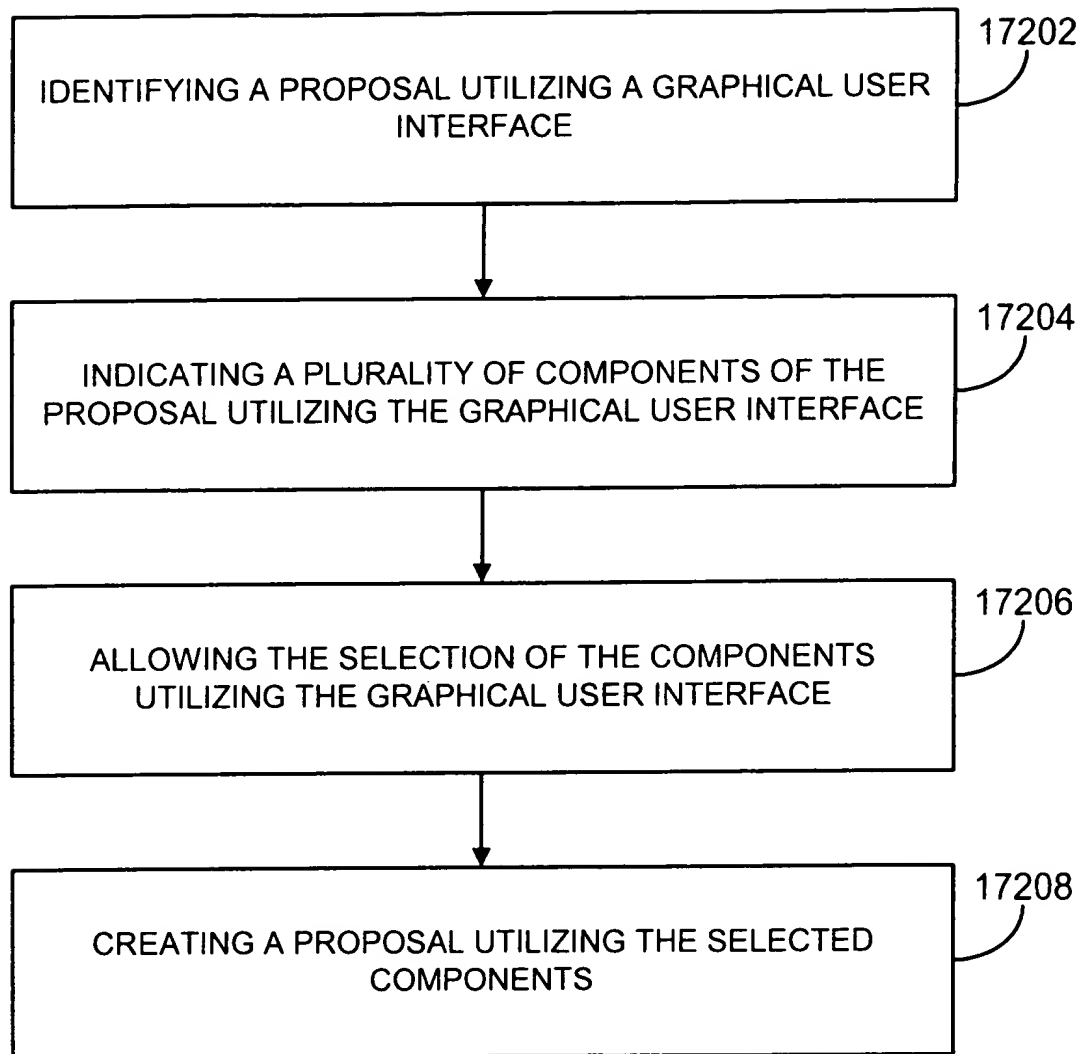 17202
IDENTIFYING A PROPOSAL UTILIZING A GRAPHICAL USER
INTERFACE
17204
INDICATING A PLURALITY OF COMPONENTS OF THE
PROPOSAL UTILIZING THE GRAPHICAL USER INTERFACE
17206
ALLOWING THE SELECTION OF THE COMPONENTS
UTILIZING THE GRAPHICAL USER INTERFACE
17208
CREATING A PROPOSAL UTILIZING THE SELECTED
COMPONENTS